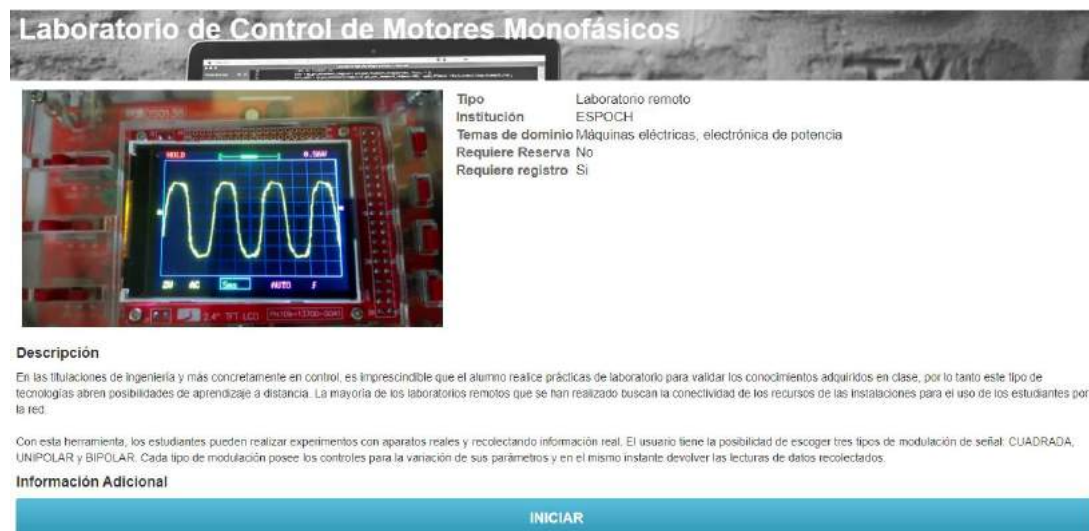 Laboratorio de Control de Motores Monofásicos
HOLD 0.5mV
2V AC 5ms AUTO F
2.4" TFT LCD
Tipo Laboratorio remoto
Institución ESPOCH
Temas de dominio Máquinas eléctricas, electrónica de potencia
Requiere Reserva No
Requiere registro Si
Descripción
En las titulaciones de ingeniería y más concretamente en control, es imprescindible que el alumno realice prácticas de laboratorio para validar los conocimientos adquiridos en clase, por lo tanto este tipo de
tecnologías abren posibilidades de aprendizaje a distancia. La mayoría de los laboratorios remotos que se han realizado buscan la conectividad de los recursos de las instalaciones para el uso de los estudiantes por
la red.
Con esta herramienta, los estudiantes pueden realizar experimentos con aparatos reales y recolectando información real. El usuario tiene la posibilidad de escoger tres tipos de modulación de señal: CUADRADA,
UNIPOLAR y BIPOLAR. Cada tipo de modulación posee los controles para la variación de sus parámetros y en el mismo instante devolver las lecturas de datos recolectados.
Información Adicional
INICIAR